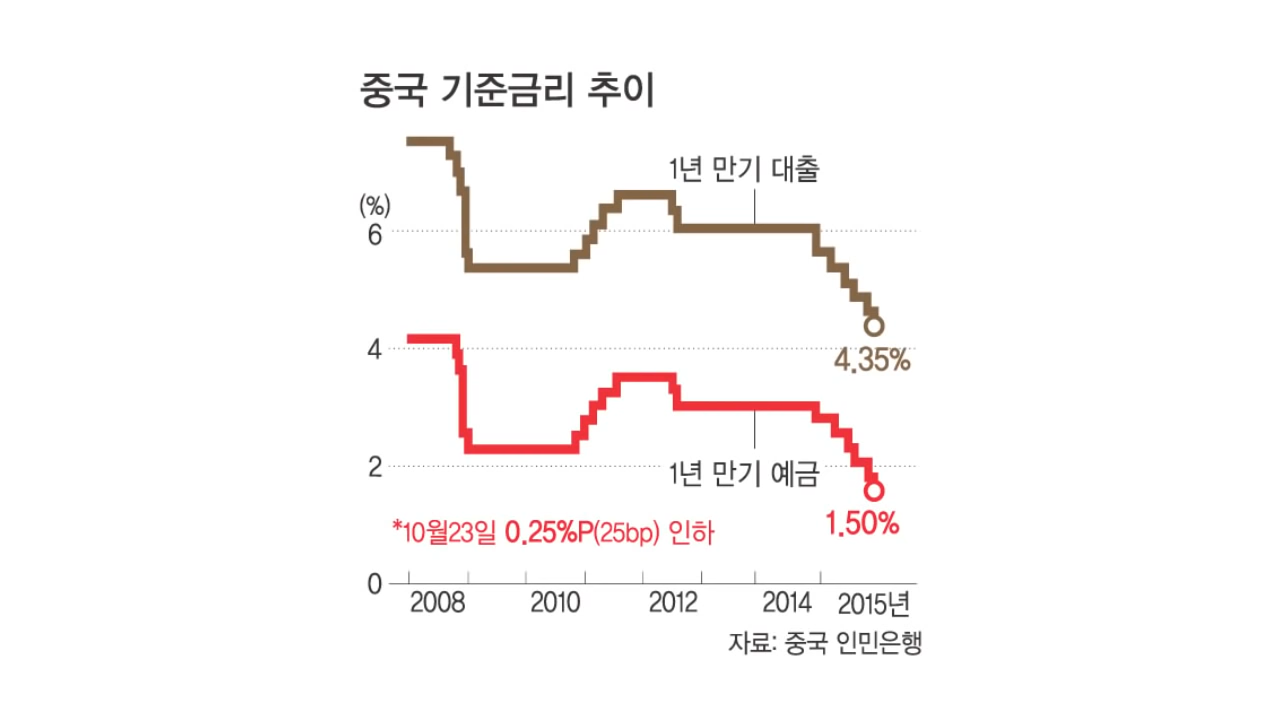 중국 기준금리 추이
1년 만기 대출
(%)
6
4
4.35%
2
1년 만기 예금
1.50%
*10월23일 0.25%P(25bp) 인하
0
2008 2010 2012 2014 2015년
자료: 중국 인민은행